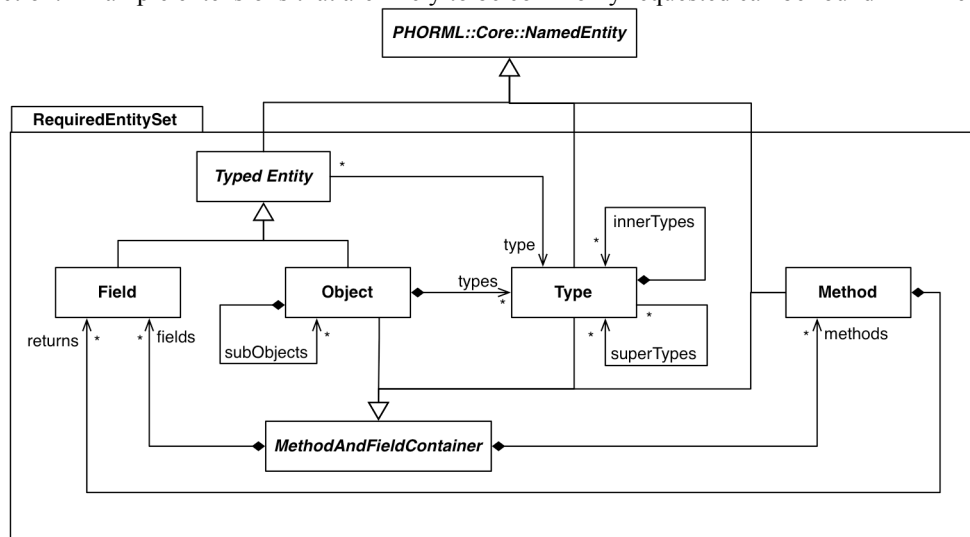 PHORML::Core::NamedEntity
RequiredEntitySet
Typed Entity
*
innerTypes
*
type
Field
Object
types
*
Type
Method
*
returns
*
*
fields
subObjects
*
*
superTypes
*
methods
MethodAndFieldContainer